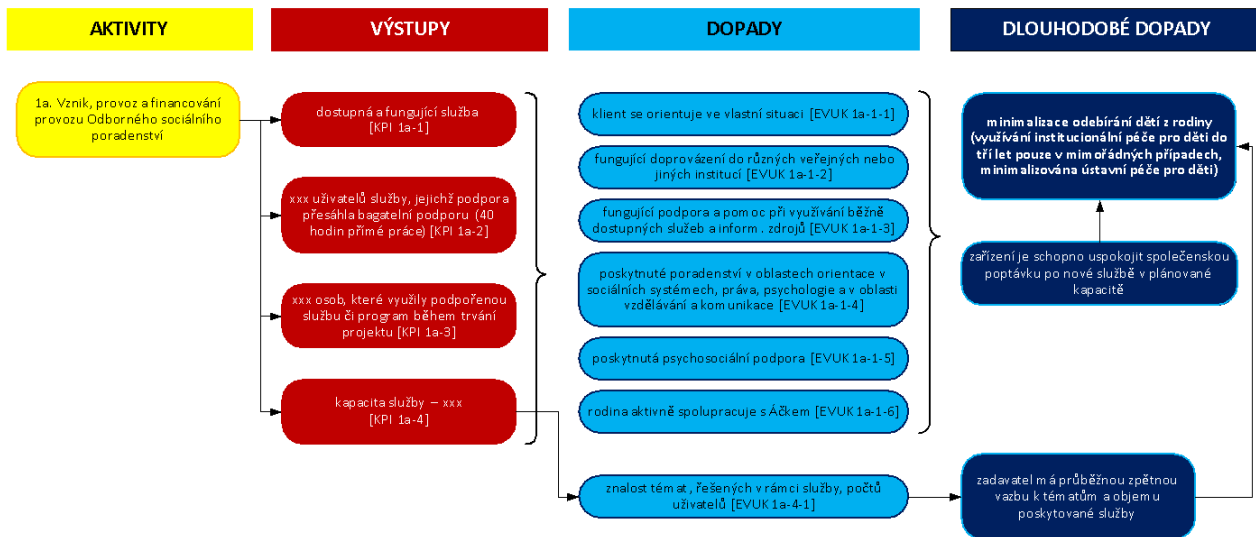 AKTIVITY
VÝSTUPY
DOPADY
DLOUHODOBÉ DOPADY
1a. Vznik, provoz a financování
provozu Odborného sociálního
poradenství
dostupná a fungující služba
[KPI 1a-1]
xxx uživatelů služby, jejichž podpora
přesáhla bagatelní podporu (40
hodin přímé práce) [KPI 1a-2]
xxx osob, které využily podpořenou
službu či program během trvání
projektu [KPI 1a-3]
kapacita služby – xxx
[KPI 1a-4]
klient se orientuje ve vlastní situaci [EVUK 1a-1-1]
fungující doprovázení do různých veřejných nebo
jiných institucí [EVUK 1a-1-2]
fungující podpora a pomoc při využívání běžně
dostupných služeb a inform. zdrojů [EVUK 1a-1-3]
poskytnuté poradenství v oblastech orientace v
sociálních systémech, práva, psychologie a v oblasti
vzdělávání a komunikace [EVUK 1a-1-4]
poskytnutá psychosociální podpora [EVUK 1a-1-5]
rodina aktivně spolupracuje s Áčkem [EVUK 1a-1-6]
znalost témat, řešených v rámci služby, počtů
uživatelů [EVUK 1a-4-1]
minimalizace odebírání dětí z rodiny
(využívání institucionální péče pro děti do
tří let pouze v mimořádných případech,
minimalizována ústavní péče pro děti)
zařízení je schopno uspokojit společenskou
poptávku po nové službě v plánované
kapacitě
zadavatel má průběžnou zpětnou
vazbu k tématům a objemu
poskytované služby